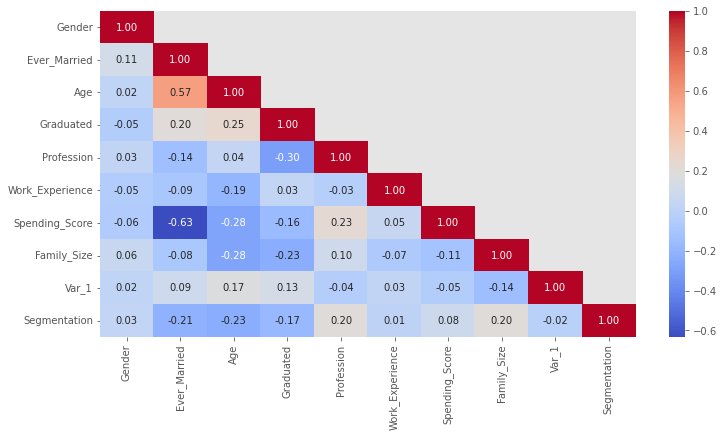 Gender 1.00
Ever_Married 0.11 1.00
Age 0.02 0.57 1.00
Graduated -0.05 0.20 0.25 1.00
Profession 0.03 -0.14 0.04 -0.30 1.00
Work_Experience -0.05 -0.09 -0.19 0.03 -0.03 1.00
Spending_Score -0.06 -0.63 -0.28 -0.16 0.23 0.05 1.00
Family_Size 0.06 -0.08 -0.28 -0.23 0.10 -0.07 -0.11 1.00
Var_1 0.02 0.09 0.17 0.13 -0.04 0.03 -0.05 -0.14 1.00
Segmentation 0.03 -0.21 -0.23 -0.17 0.20 0.01 0.08 0.20 -0.02 1.00
Gender
Ever_Married
Age
Graduated
Profession
Work_Experience
Spending_Score
Family_Size
Var_1
Segmentation
1.0
0.8
0.6
0.4
0.2
0.0
−0.2
−0.4
−0.6